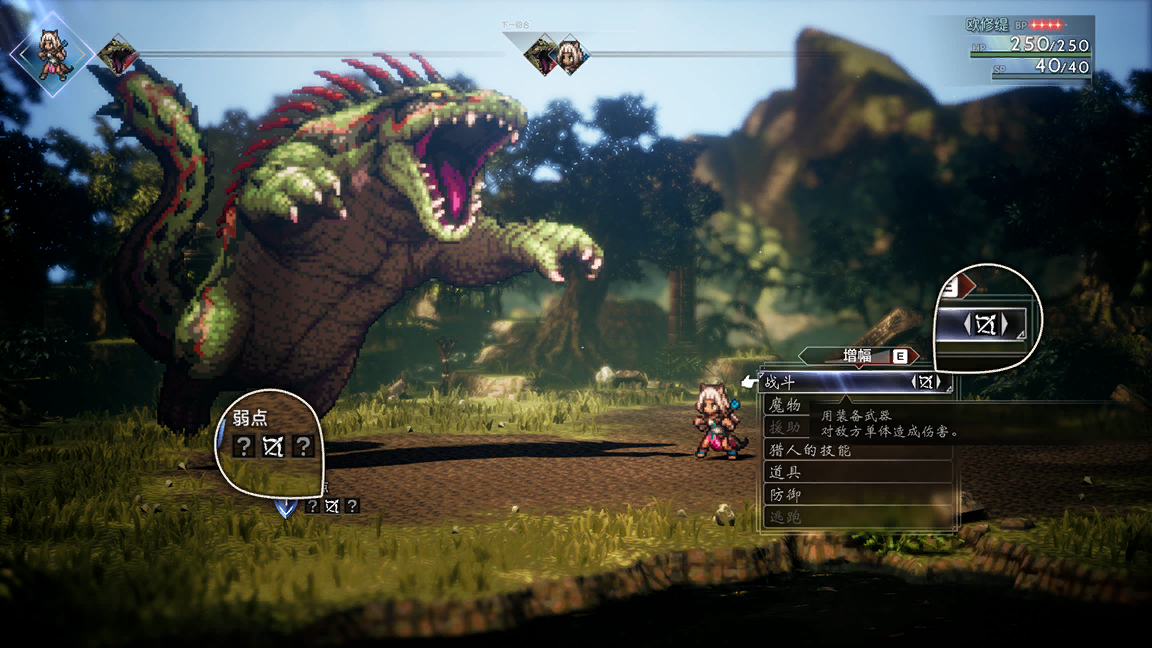 下一回合
欧修缇 BP
HP 250/250
SP 40/40
E
增幅 E
战斗
魔物
用装备武器
对敌方单体造成伤害。
援助
猎人的技能
道具
防御
逃跑
弱点
? ?
点
? ?